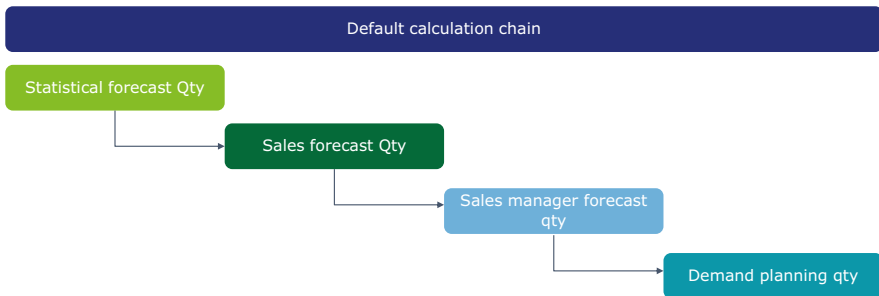 Default calculation chain
Statistical forecast Qty
Sales forecast Qty
Sales manager forecast
qty
Demand planning qty